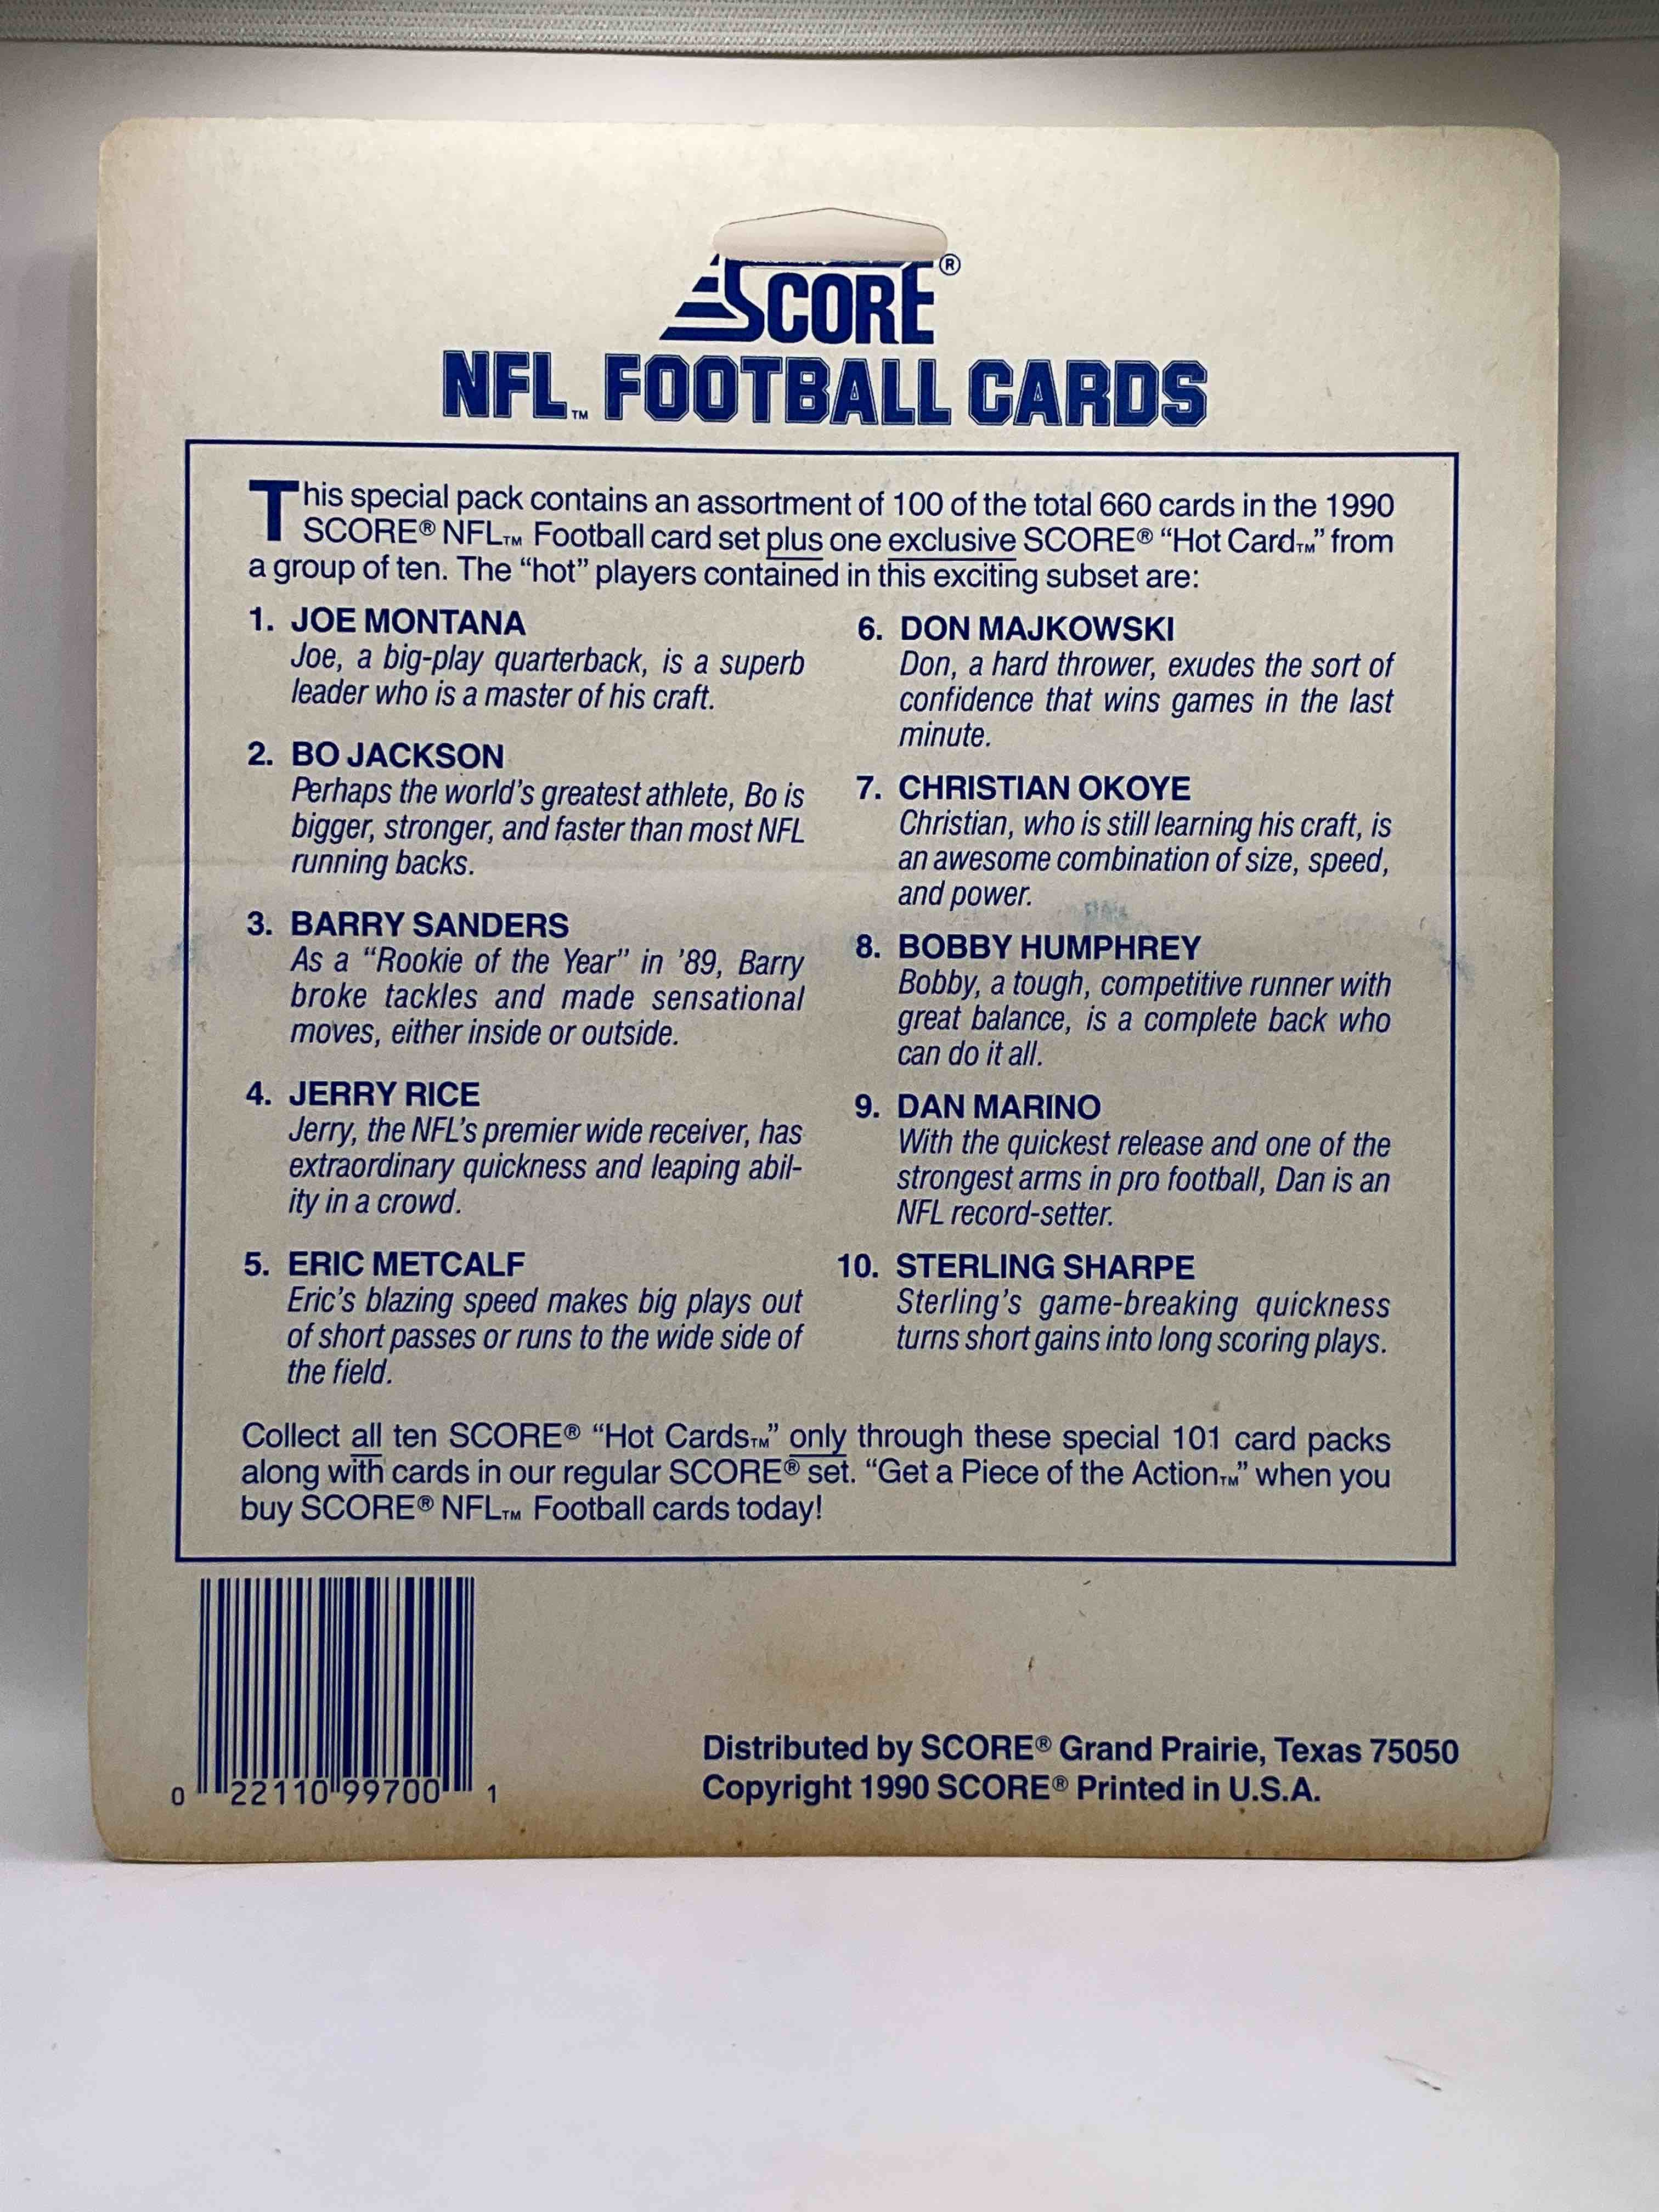 SCORE®
NFL™ FOOTBALL CARDS
This special pack contains an assortment of 100 of the total 660 cards in the 1990
SCORE® NFL™ Football card set plus one exclusive SCORE® “Hot Card™” from
a group of ten. The “hot” players contained in this exciting subset are:
1. JOE MONTANA
Joe, a big-play quarterback, is a superb
leader who is a master of his craft.
2. BO JACKSON
Perhaps the world’s greatest athlete, Bo is
bigger, stronger, and faster than most NFL
running backs.
3. BARRY SANDERS
As a “Rookie of the Year” in ’89, Barry
broke tackles and made sensational
moves, either inside or outside.
4. JERRY RICE
Jerry, the NFL’s premier wide receiver, has
extraordinary quickness and leaping abil-
ity in a crowd.
5. ERIC METCALF
Eric’s blazing speed makes big plays out
of short passes or runs to the wide side of
the field.
6. DON MAJKOWSKI
Don, a hard thrower, exudes the sort of
confidence that wins games in the last
minute.
7. CHRISTIAN OKOYE
Christian, who is still learning his craft, is
an awesome combination of size, speed,
and power.
8. BOBBY HUMPHREY
Bobby, a tough, competitive runner with
great balance, is a complete back who
can do it all.
9. DAN MARINO
With the quickest release and one of the
strongest arms in pro football, Dan is an
NFL record-setter.
10. STERLING SHARPE
Sterling’s game-breaking quickness
turns short gains into long scoring plays.
Collect all ten SCORE® “Hot Cards™” only through these special 101 card packs
along with cards in our regular SCORE® set. “Get a Piece of the Action™” when you
buy SCORE® NFL™ Football cards today!
0 22110 99700 1
Distributed by SCORE® Grand Prairie, Texas 75050
Copyright 1990 SCORE® Printed in U.S.A.